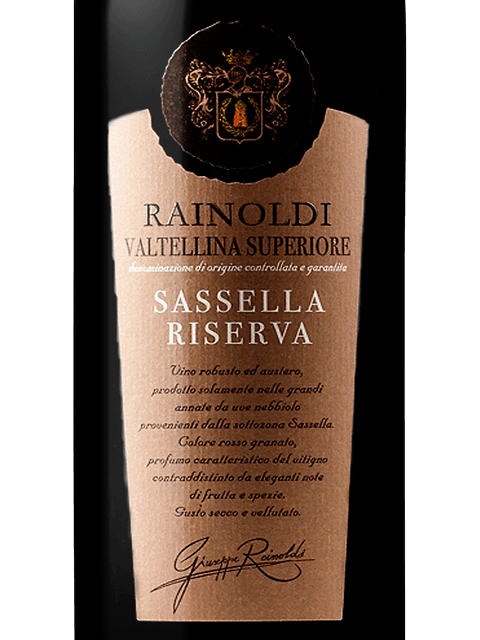 RAINOLDI
VALTELLINA SUPERIORE
denominazione di origine controllata e garantita
SASSELLA
RISERVA
Vino robusto ed austero,
prodotto solamente nelle grandi
annate da uve nebbiolo
provenienti dalla sottozona Sassella.
Colore rosso granato,
profumo caratteristico del vitigno
contraddistinto da eleganti note
di frutta e spezie.
Gusto secco e vellutato.
Giuseppe Rainoldi